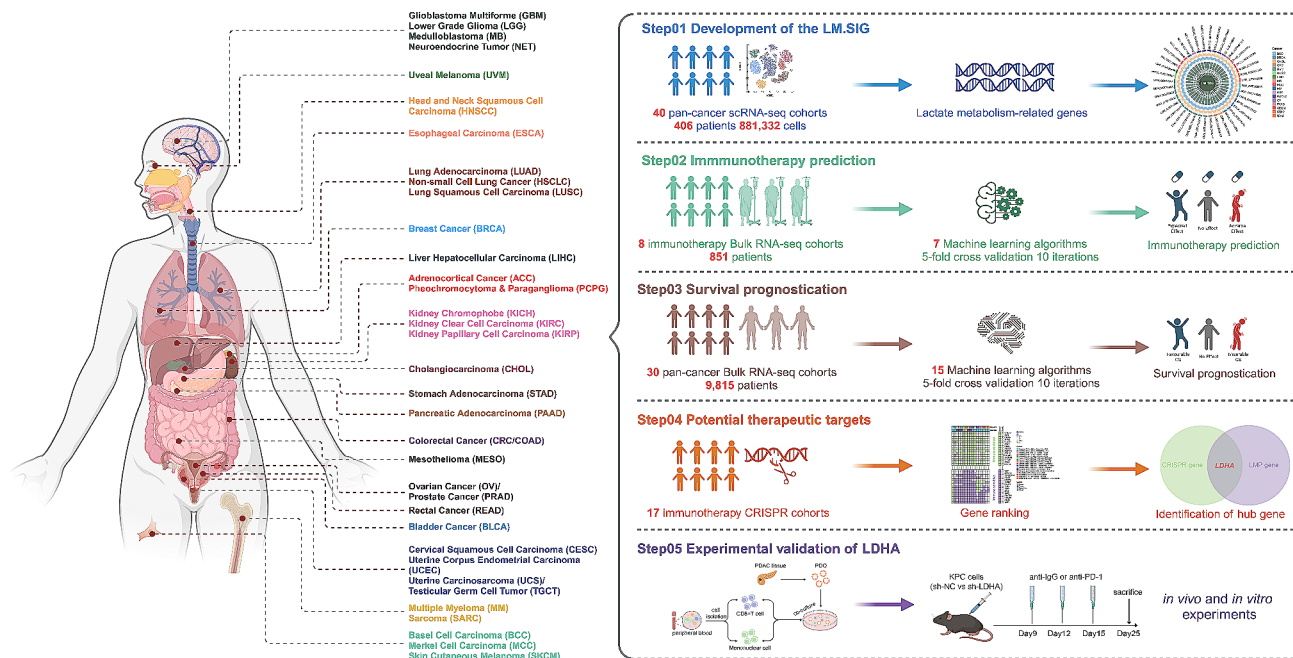 Glioblastoma Multiforme (GBM)
Lower Grade Glioma (LGG)
Medulloblastoma (MB)
Neuroendocrine Tumor (NET)
Uveal Melanoma (UVM)
Head and Neck Squamous Cell
Carcinoma (HNSCC)
Esophageal Carcinoma (ESCA)
Lung Adenocarcinoma (LUAD)
Non-small Cell Lung Cancer (HSCLC)
Lung Squamous Cell Carcinoma (LUSC)
Breast Cancer (BRCA)
Liver Hepatocellular Carcinoma (LIHC)
Adrenocortical Cancer (ACC)
Pheochromocytoma & Paraganglioma (PCPG)
Kidney Chromophobe (KICH)
Kidney Clear Cell Carcinoma (KIRC)
Kidney Papillary Cell Carcinoma (KIRP)
Cholangiocarcinoma (CHOL)
Stomach Adenocarcinoma (STAD)
Pancreatic Adenocarcinoma (PAAD)
Colorectal Cancer (CRC/COAD)
Mesothelioma (MESO)
Ovarian Cancer (OV)/
Prostate Cancer (PRAD)
Rectal Cancer (READ)
Bladder Cancer (BLCA)
Cervical Squamous Cell Carcinoma (CESC)
Uterine Corpus Endometrial Carcinoma
(UCEC)
Uterine Carcinosarcoma (UCS)/
Testicular Germ Cell Tumor (TGCT)
Multiple Myeloma (MM)
Sarcoma (SARC)
Basel Cell Carcinoma (BCC)
Merkel Cell Carcinoma (MCC)
Skin Cutaneous Melanoma (SKCM)
Step01 Development of the LM.SIG
40 pan-cancer scRNA-seq cohorts
406 patients 881,332 cells
Lactate metabolism-related genes
Step02 Immmunotherapy prediction
8 immunotherapy Bulk RNA-seq cohorts
851 patients
7 Machine learning algorithms
5-fold cross validation 10 iterations
No effect
Effect
Effect
Immunotherapy prediction
Step03 Survival prognostication
30 pan-cancer Bulk RNA-seq cohorts
9,815 patients
15 Machine learning algorithms
5-fold cross validation 10 iterations
No Effect
Survival prognostication
Step04 Potential therapeutic targets
17 immunotherapy CRISPR cohorts
Gene ranking
CRISPR gene
LDHA
LMP gene
Identification of hub gene
Step05 Experimental validation of LDHA
PDAC tissue
PDO
cell
isolation
CD8+T cell
co-culture
peripheral blood
Mononuclear cell
KPC cells
(sh-NC vs sh-LDHA)
anti-IgG or anti-PD-1
sacrifice
Day9
Day12
Day15
Day25
in vivo and in vitro
experiments